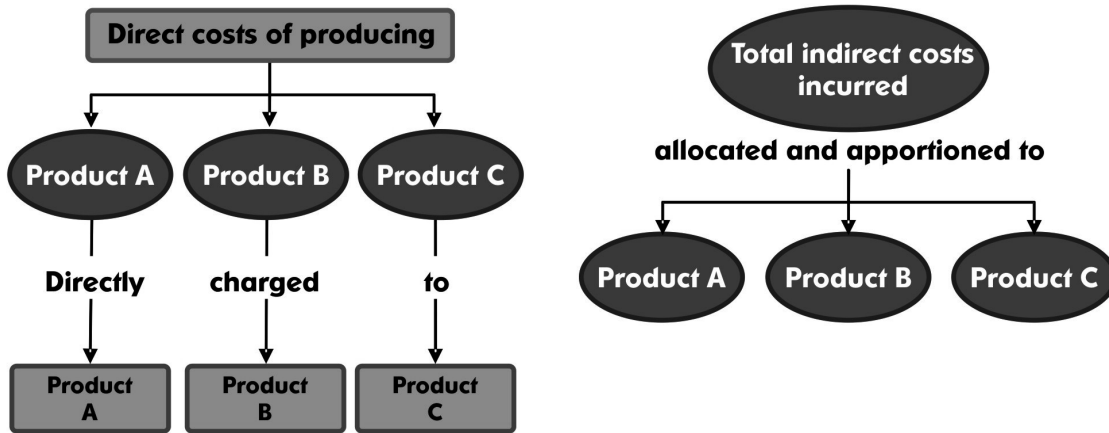 Direct costs of producing
Product A
Product B
Product C
Directly
charged
to
Product
A
Product
B
Product
C
Total indirect costs
incurred
allocated and apportioned to
Product A
Product B
Product C